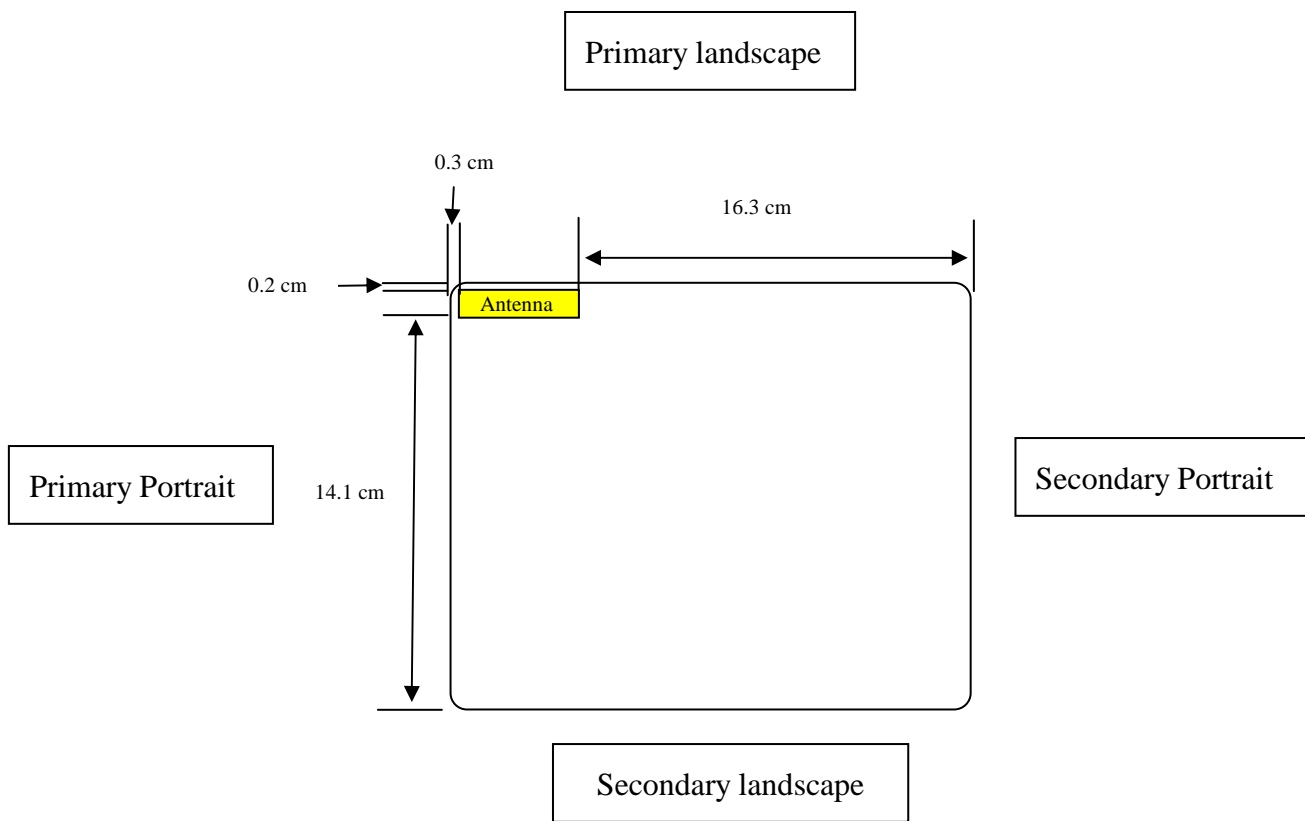 Primary landscape
0.3 cm
16.3 cm
0.2 cm
Antenna
Primary Portrait
14.1 cm
Secondary Portrait
Secondary landscape